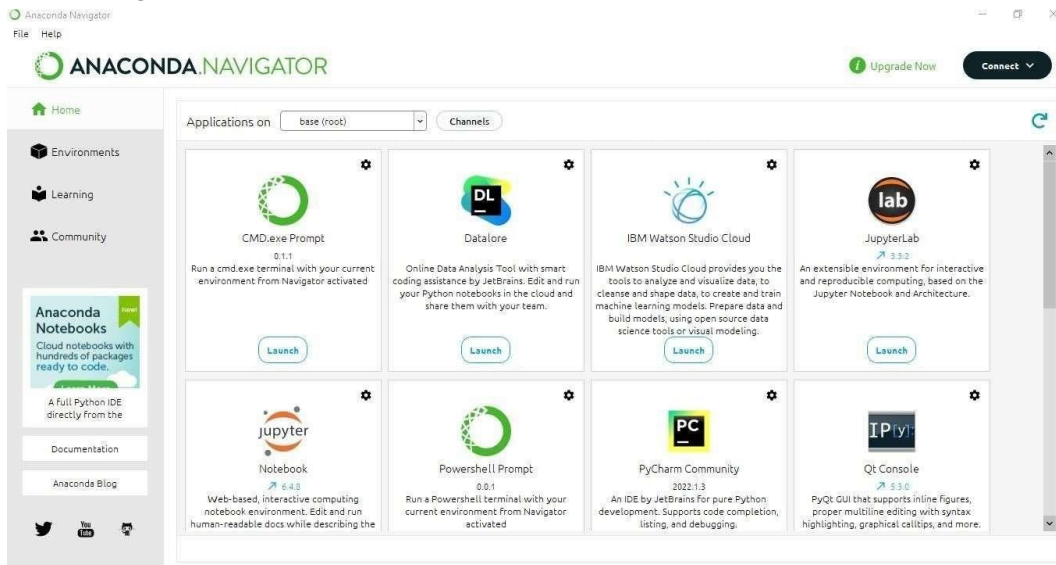 Anaconda Navigator
File Help
ANACONDA.NAVIGATOR
Upgrade Now
Connect
Home
Environments
Learning
Community
Applications on
base (root)
Channels
CMD.exe Prompt
0.1.1
Run a cmd.exe terminal with your current
environment from Navigator activated
Launch
DL
Datalore
Online Data Analysis Tool with smart
coding assistance by JetBrains. Edit and run
your Python notebooks in the cloud and
share them with your team.
Launch
IBM Watson Studio Cloud
IBM Watson Studio Cloud provides you the
tools to analyze and visualize data, to
cleanse and shape data, to create and train
machine learning models. Prepare data and
build models, using open source data
science tools or visual modeling.
Launch
lab
JupyterLab
3.3.2
An extensible environment for interactive
and reproducible computing, based on the
Jupyter Notebook and Architecture.
Launch
jupyter
Notebook
6.4.8
Web-based, interactive computing
notebook environment. Edit and run
human-readable docs while describing the
Powershell Prompt
0.0.1
Run a Powershell terminal with your
current environment from Navigator
activated
PC
PyCharm Community
2022.1.3
An IDE by JetBrains for pure Python
development. Supports code completion,
listing, and debugging.
IP[y]:
Qt Console
5.3.0
PyQt GUI that supports inline figures,
proper multiline editing with syntax
highlighting, graphical calltips, and more.
Anaconda
Notebooks
New!
Cloud notebooks with
hundreds of packages
ready to code.
Learn More
A full Python IDE
directly from the
Documentation
Anaconda Blog
You
Tube